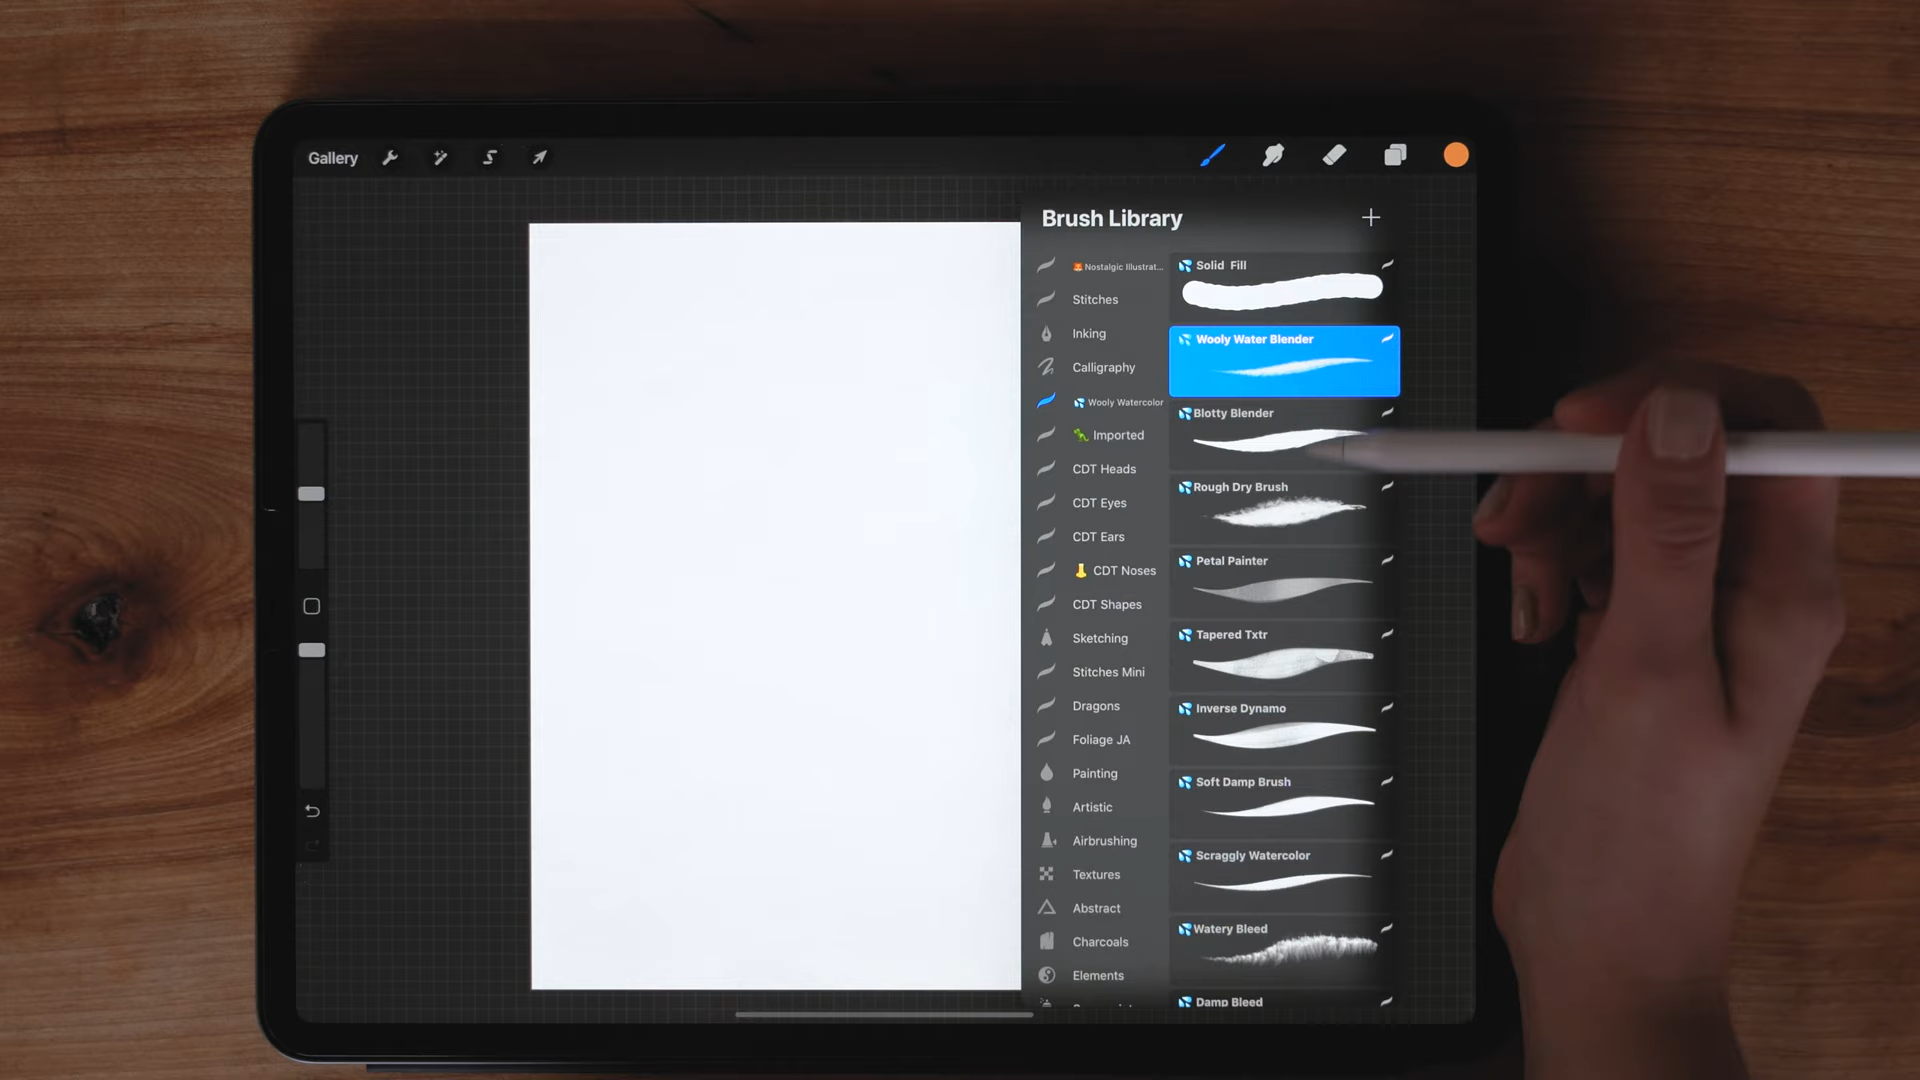 Gallery
Brush Library
Nostalgic Illustrat...
Stitches
Inking
Calligraphy
Wooly Watercolor
Imported
CDT Heads
CDT Eyes
CDT Ears
CDT Noses
CDT Shapes
Sketching
Stitches Mini
Dragons
Foliage JA
Painting
Artistic
Airbrushing
Textures
Abstract
Charcoals
Elements
Solid Fill
Wooly Water Blender
Blotty Blender
Rough Dry Brush
Petal Painter
Tapered Txtr
Inverse Dynamo
Soft Damp Brush
Scraggly Watercolor
Watery Bleed
Damp Bleed